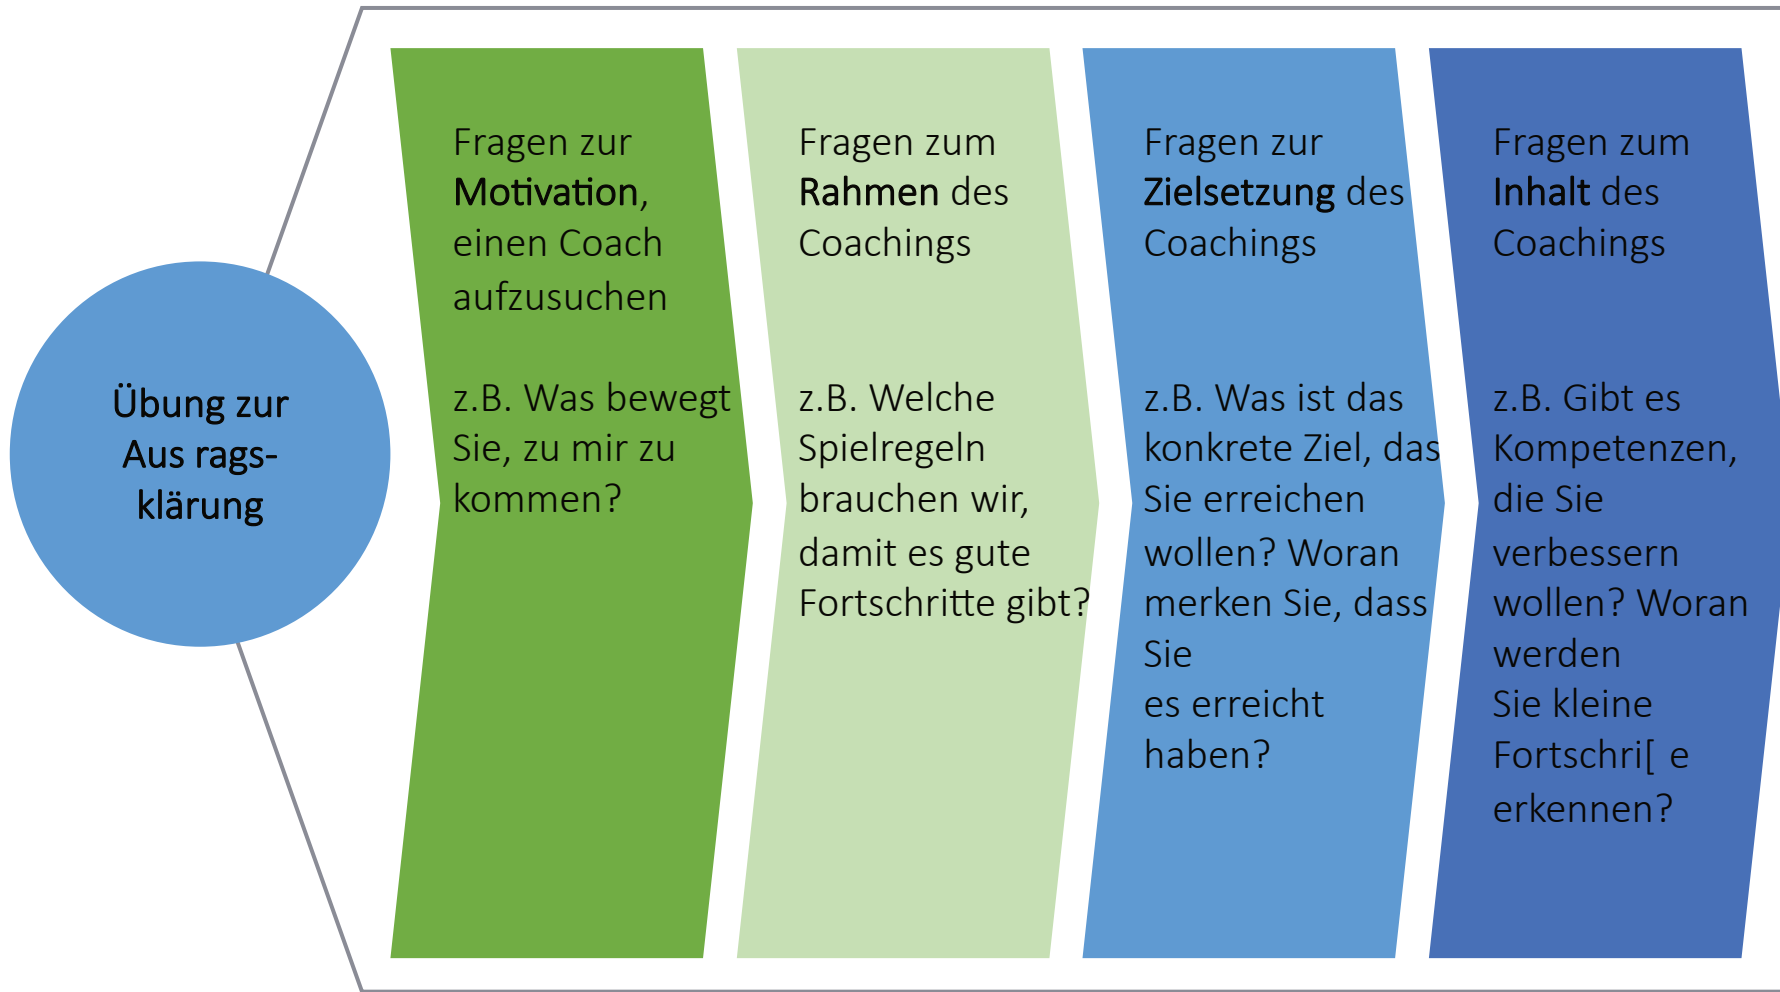 Übung zur
Aus rags-
klärung
Fragen zur
Motivation,
einen Coach
aufzusuchen
z.B. Was bewegt
Sie, zu mir zu
kommen?
Fragen zum
Rahmen des
Coachings
z.B. Welche
Spielregeln
brauchen wir,
damit es gute
Fortschritte gibt?
Fragen zur
Zielsetzung des
Coachings
z.B. Was ist das
konkrete Ziel, das
Sie erreichen
wollen? Woran
merken Sie, dass
Sie
es erreicht
haben?
Fragen zum
Inhalt des
Coachings
z.B. Gibt es
Kompetenzen,
die Sie
verbessern
wollen? Woran
werden
Sie kleine
Fortschri[ e
erkennen?